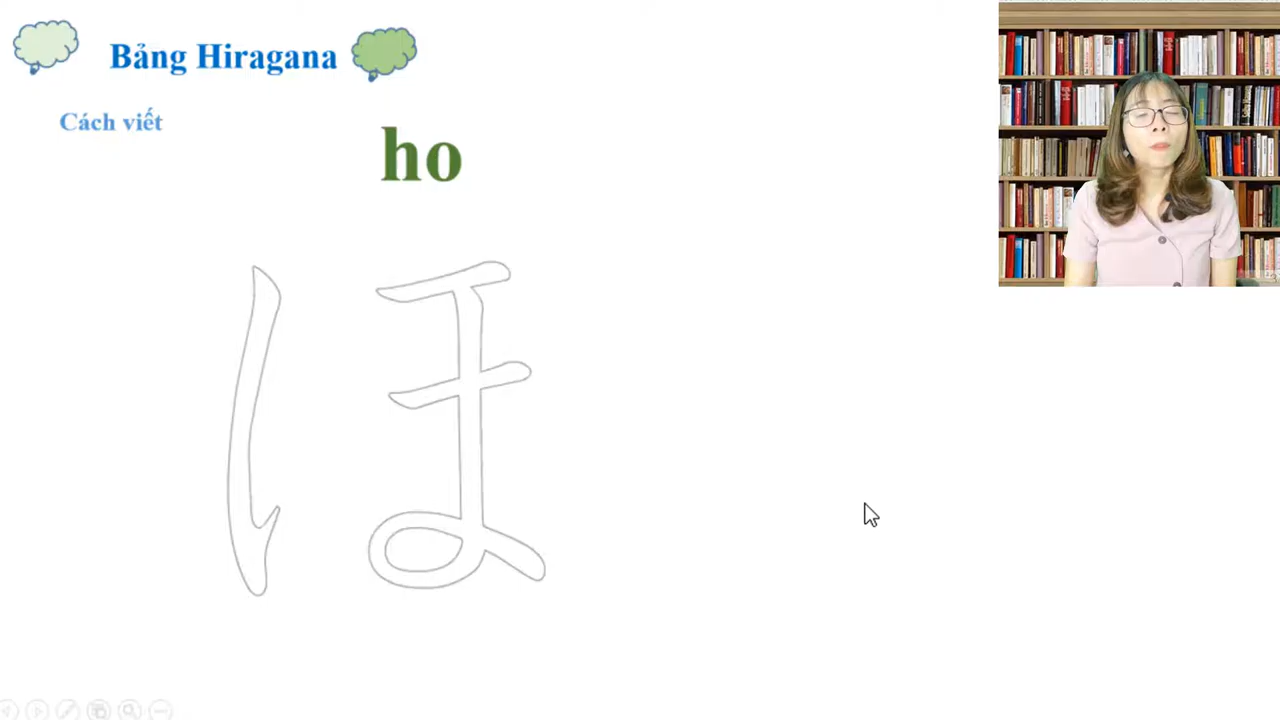 Bảng Hiragana
Cách viết
ho
ほ